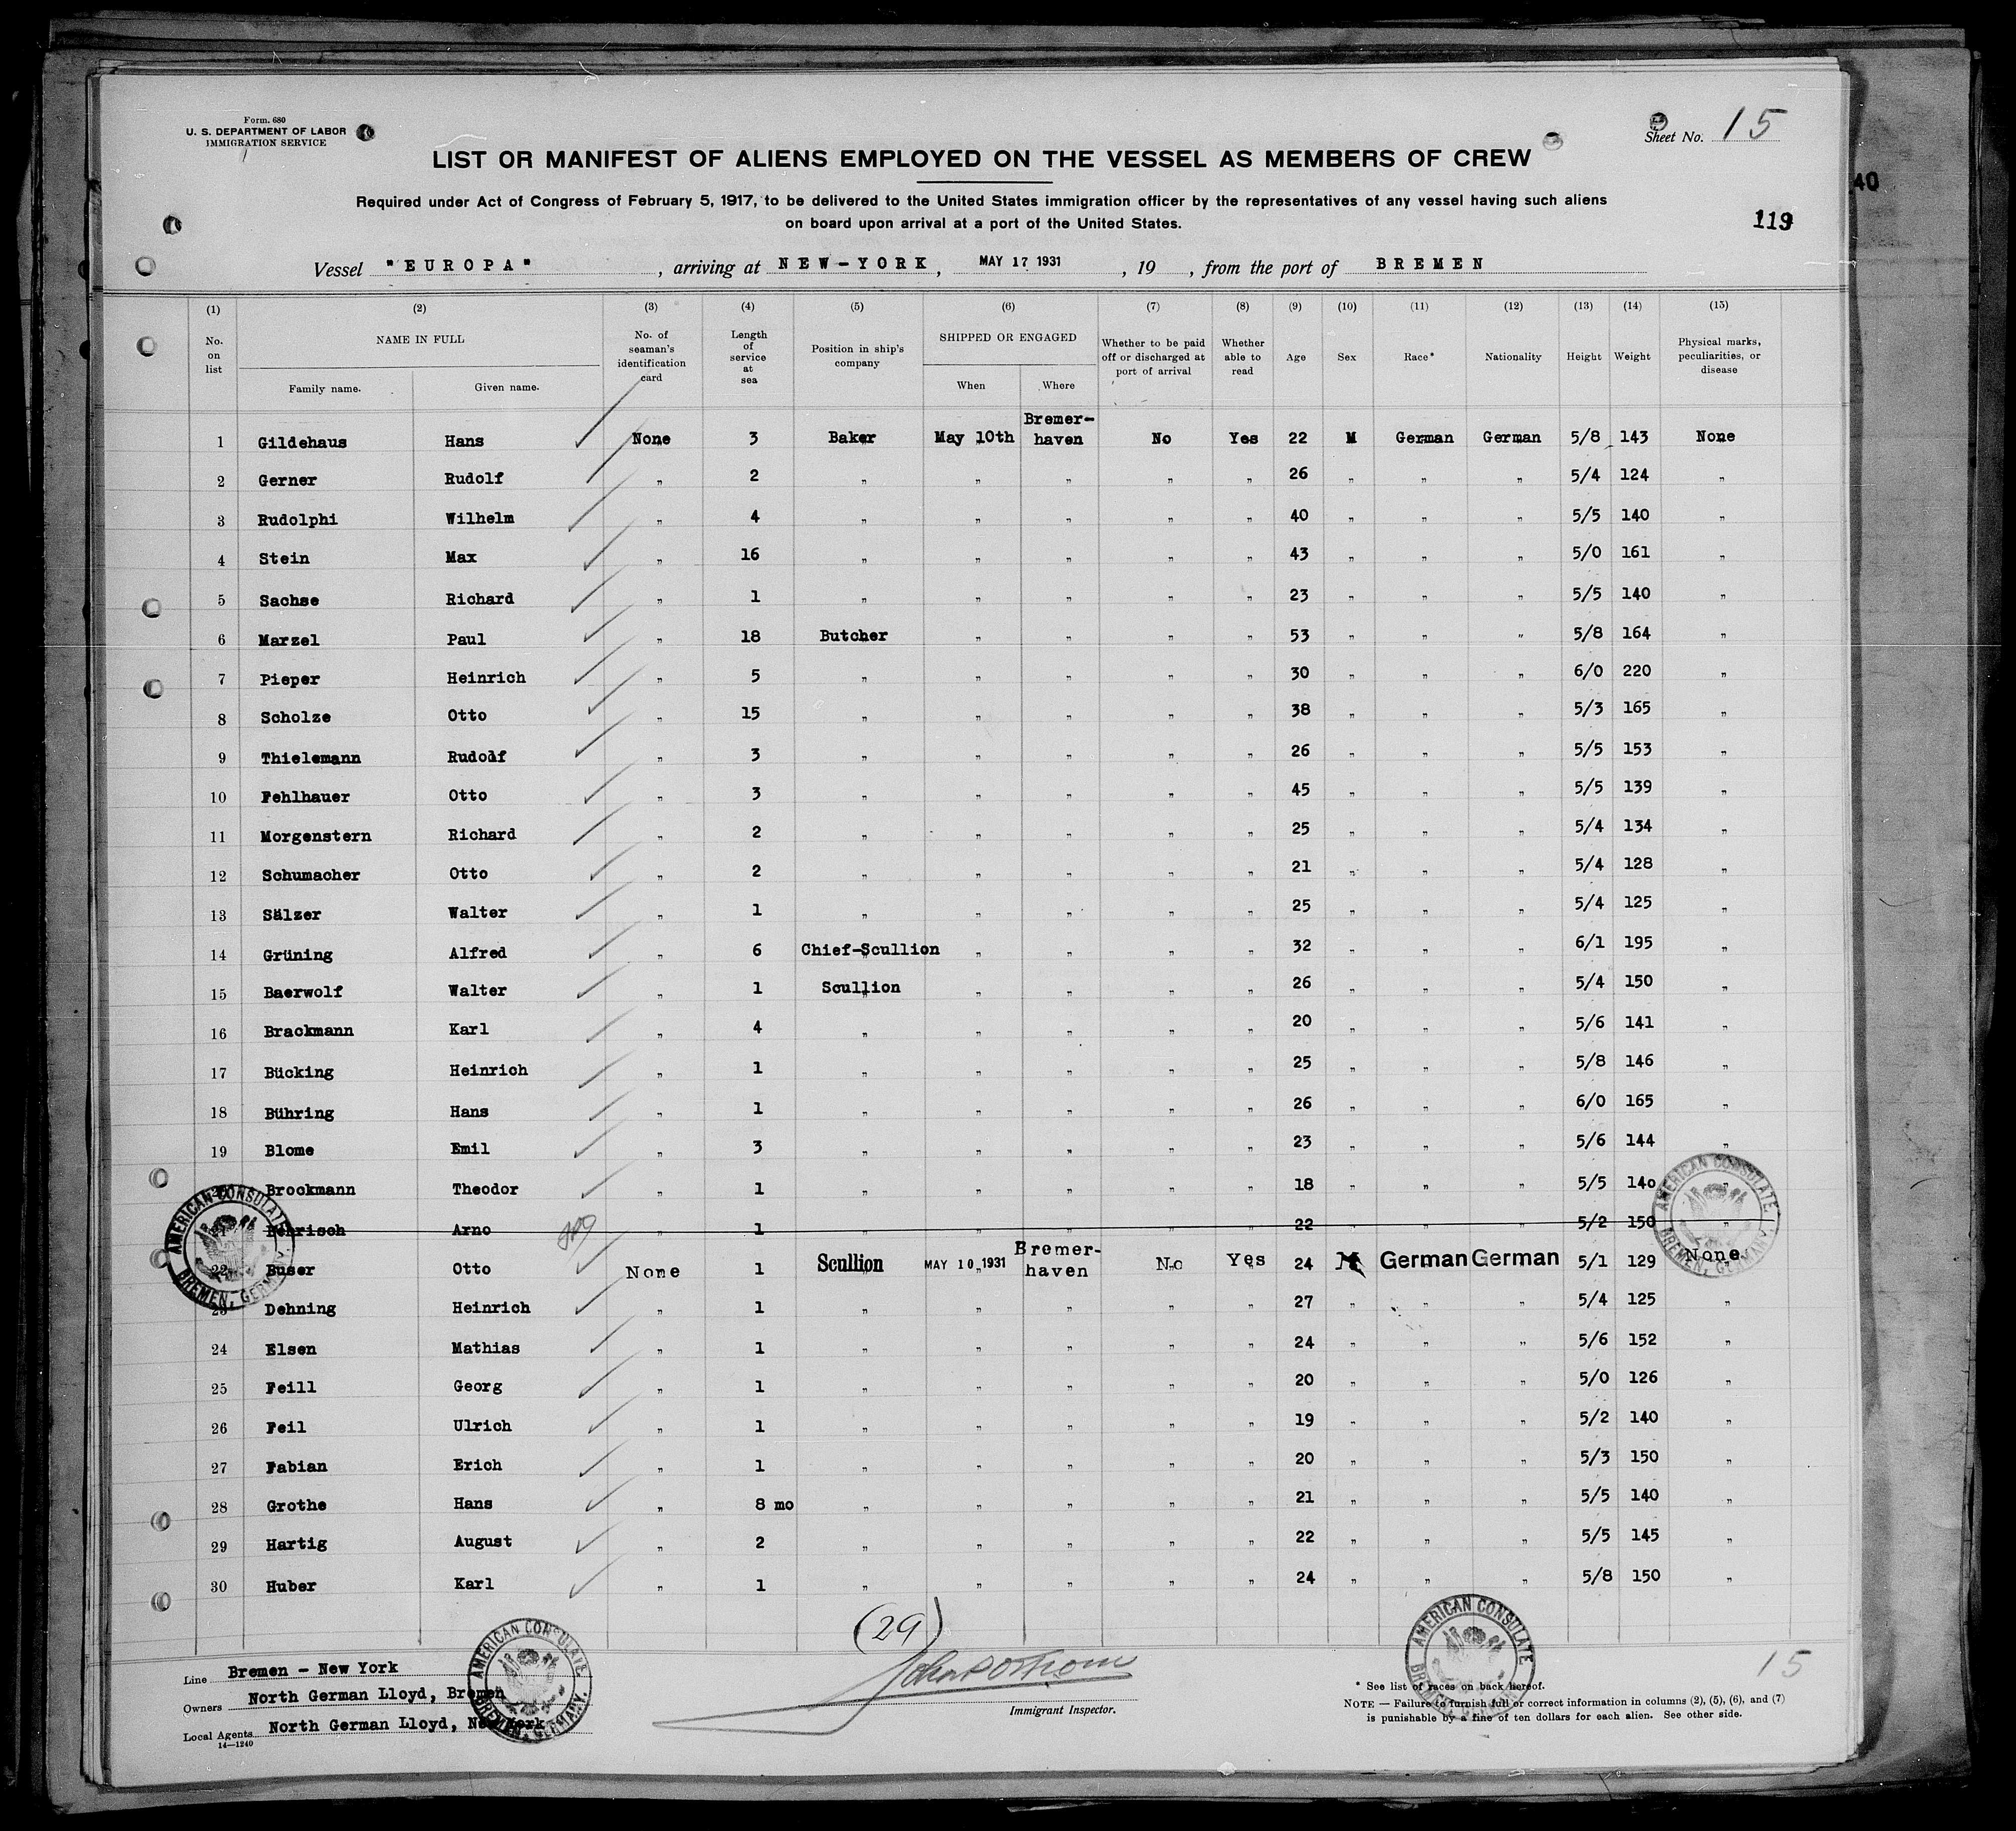 Form. 680
U. S. DEPARTMENT OF LABOR
IMMIGRATION SERVICE
Sheet No. 15
LIST OR MANIFEST OF ALIENS EMPLOYED ON THE VESSEL AS MEMBERS OF CREW
Required under Act of Congress of February 5, 1917, to be delivered to the United States immigration officer by the representatives of any vessel having such aliens
on board upon arrival at a port of the United States.
40
119
Vessel "EUROPA" , arriving at NEW-YORK , MAY 17 1931 , 19 , from the port of BREMEN
(1) (2) (3) (4) (5) (6) (7) (8) (9) (10) (11) (12) (13) (14) (15)
No. on list NAME IN FULL Family name. Given name. No. of seaman's identification card Length of service at sea Position in ship's company SHIPPED OR ENGAGED When Where Whether to be paid off or discharged at port of arrival Whether able to read Age Sex Race* Nationality Height Weight Physical marks, peculiarities, or disease
1 Gildehaus Hans None 3 Baker May 10th Bremer-haven No Yes 22 M German German 5/8 143 None
2 Gerner Rudolf " 2 " " " " " 26 " " " 5/4 124 "
3 Rudolphi Wilhelm " 4 " " " " " 40 " " " 5/5 140 "
4 Stein Max " 16 " " " " " 43 " " " 5/0 161 "
5 Sachse Richard " 1 " " " " " 23 " " " 5/5 140 "
6 Marzel Paul " 18 Butcher " " " " 53 " " " 5/8 164 "
7 Pieper Heinrich " 5 " " " " " 30 " " " 6/0 220 "
8 Scholze Otto " 15 " " " " " 38 " " " 5/3 165 "
9 Thielemann Rudolf " 3 " " " " " 26 " " " 5/5 153 "
10 Fehlhauer Otto " 3 " " " " " 45 " " " 5/5 139 "
11 Morgenstern Richard " 2 " " " " " 25 " " " 5/4 134 "
12 Schumacher Otto " 2 " " " " " 21 " " " 5/4 128 "
13 Sälzer Walter " 1 " " " " " 25 " " " 5/4 125 "
14 Grüning Alfred " 6 Chief-Scullion " " " " 32 " " " 6/1 195 "
15 Baerwolf Walter " 1 Scullion " " " " 26 " " " 5/4 150 "
16 Brackmann Karl " 4 " " " " " 20 " " " 5/6 141 "
17 Bücking Heinrich " 1 " " " " " 25 " " " 5/8 146 "
18 Bühring Hans " 1 " " " " " 26 " " " 6/0 165 "
19 Blome Emil " 3 " " " " " 23 " " " 5/6 144 "
20 Brockmann Theodor " 1 " " " " " 18 " " " 5/5 140 "
21 Behrisch Arno " 1 " " " " " 22 " " " 5/2 150 "
22 Buser Otto None 1 Scullion MAY 10 1931 Bremer-haven No Yes 24 M German German 5/1 129 None
23 Dehning Heinrich " 1 " " " " " 27 " " " 5/4 125 "
24 Elsen Mathias " 1 " " " " " 24 " " " 5/6 152 "
25 Feill Georg " 1 " " " " " 20 " " " 5/0 126 "
26 Feil Ulrich " 1 " " " " " 19 " " " 5/2 140 "
27 Fabian Erich " 1 " " " " " 20 " " " 5/3 150 "
28 Grothe Hans " 8 mo " " " " " 21 " " " 5/5 140 "
29 Hartig August " 2 " " " " " 22 " " " 5/5 145 "
30 Huber Karl " 1 " " " " " 24 " " " 5/8 150 "
AMERICAN CONSULATE BREMEN, GERMANY.
AMERICAN CONSULATE BREMEN, GERMANY.
(29)
Line Bremen - New York
Owners North German Lloyd, Bremen
Local Agents North German Lloyd, New York
14—1240
AMERICAN CONSULATE BREMEN, GERMANY.
Immigrant Inspector.
AMERICAN CONSULATE BREMEN, GERMANY.
15
* See list of races on back hereof.
NOTE — Failure to furnish full or correct information in columns (2), (5), (6), and (7)
is punishable by a fine of ten dollars for each alien. See other side.